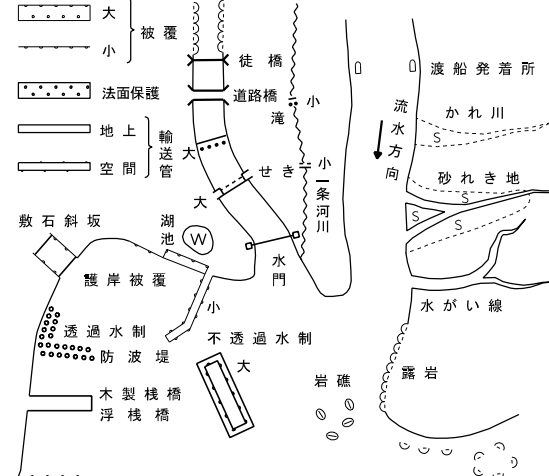 大
小
被覆
法面保護
地上
空間
輸送管
徒橋
道路橋
小
滝
大
せき
小
大
一条河川
水門
渡船発着所
流水方向
かれ川
S
砂れき地
S
S
敷石斜坂
湖池
W
護岸被覆
小
透過水制
防波堤
不透過水制
大
木製桟橋
浮桟橋
水がい線
岩礁
露岩